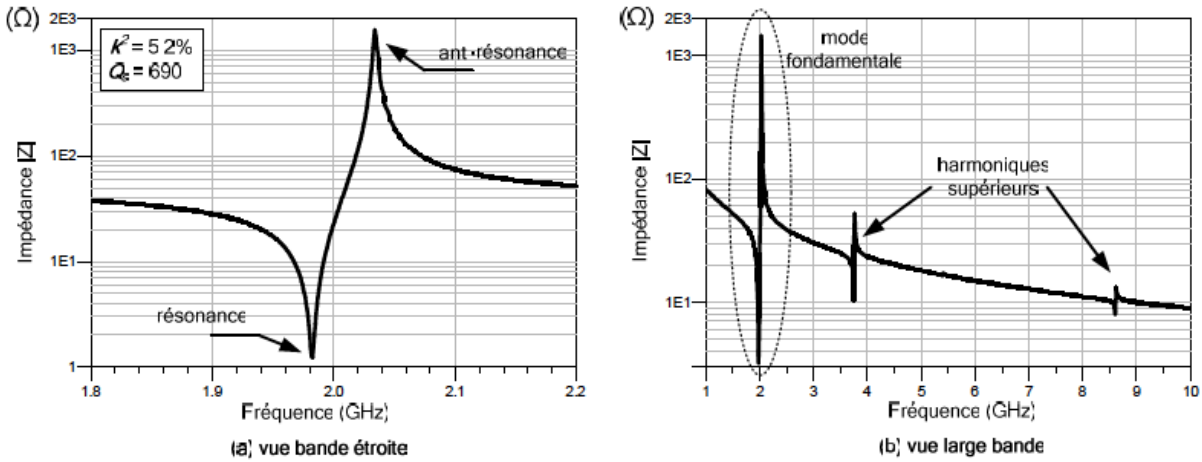 (Ω)
2E3
1E3
1E2
1E1
1
Impédance |Z|
K² = 5.2%
Qs = 690
ant-résonance
résonance
1.8
1.9
2.0
2.1
2.2
Fréquence (GHz)
(a) vue bande étroite
(Ω)
2E3
1E3
1E2
1E1
Impédance |Z|
mode
fondamentale
harmoniques
supérieurs
1
2
3
4
5
6
7
8
9
10
Fréquence (GHz)
(b) vue large bande